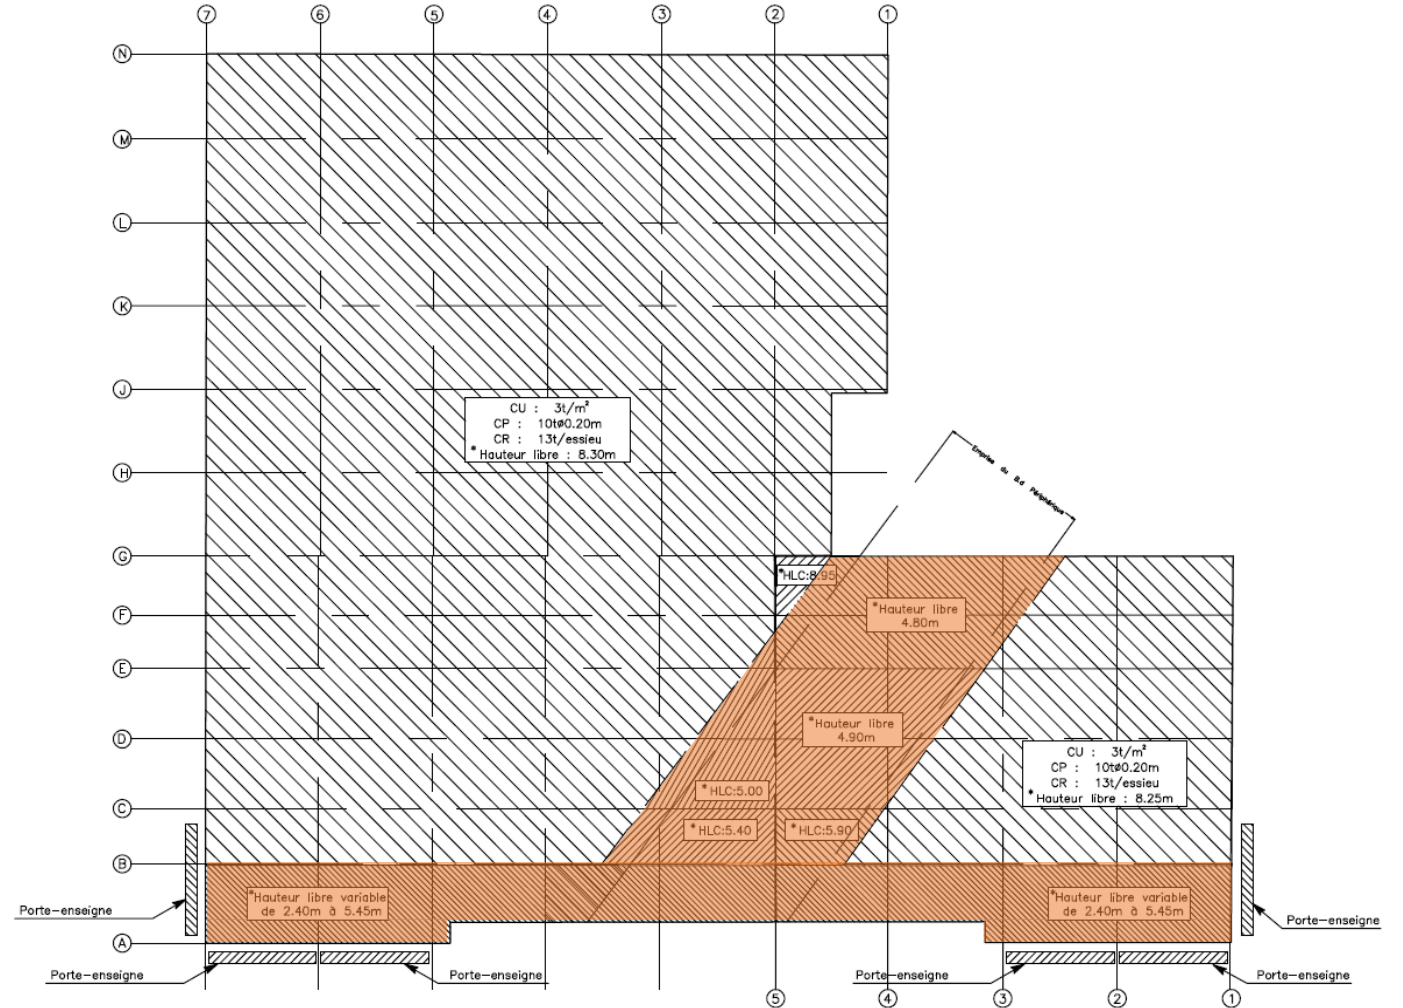 7 6 5 4 3 2 1
N
M
L
K
J
CU : 3t/m²
CP : 10tø0.20m
CR : 13t/essieu
*Hauteur libre : 8.30m
Emprise du B.d Périphérique
H
G
*HLC:8.95
*Hauteur libre
4.80m
F
E
*Hauteur libre
4.90m
D
CU : 3t/m²
CP : 10tø0.20m
CR : 13t/essieu
*Hauteur libre : 8.25m
*HLC:5.00
C
*HLC:5.40
*HLC:5.90
B
*Hauteur libre variable
de 2.40m à 5.45m
*Hauteur libre variable
de 2.40m à 5.45m
Porte-enseigne
Porte-enseigne
A
Porte-enseigne
Porte-enseigne
Porte-enseigne
Porte-enseigne
5 4 3 2 1